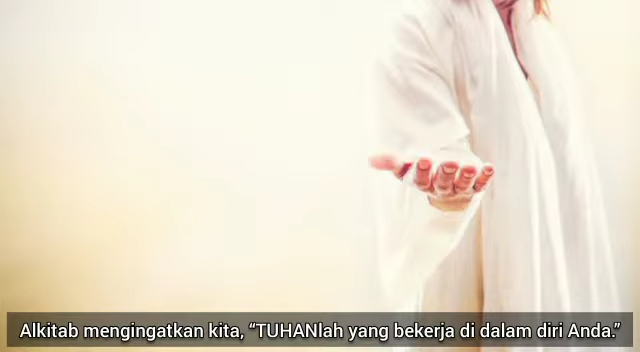 Alkitab mengingatkan kita, “TUHANlah yang bekerja di dalam diri Anda.”